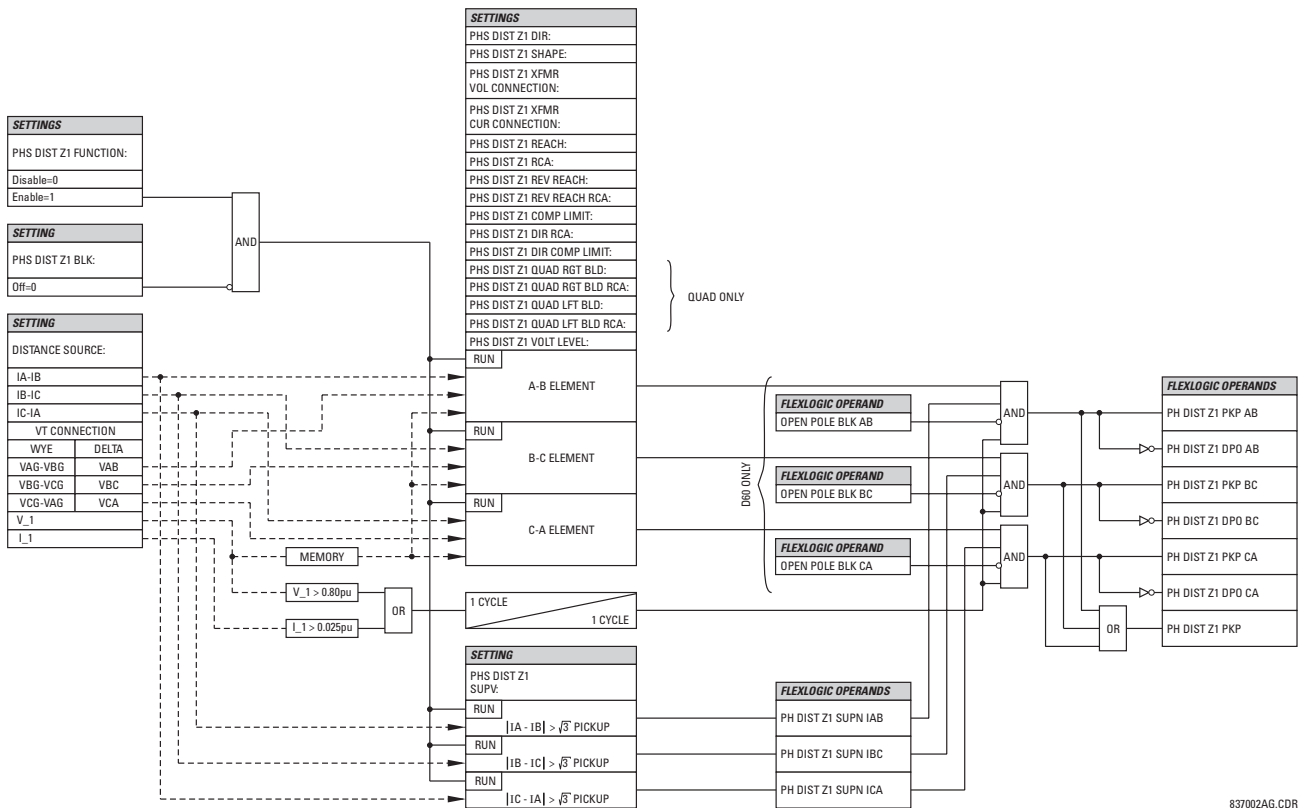 SETTINGS
PHS DIST Z1 FUNCTION:
Disable=0
Enable=1
SETTING
PHS DIST Z1 BLK:
Off=0
AND
SETTING
DISTANCE SOURCE:
IA-IB
IB-IC
IC-IA
VT CONNECTION
WYE DELTA
VAG-VBG VAB
VBG-VCG VBC
VCG-VAG VCA
V_1
I_1
MEMORY
V_1 > 0.80pu
I_1 > 0.025pu
OR
SETTINGS
PHS DIST Z1 DIR:
PHS DIST Z1 SHAPE:
PHS DIST Z1 XFMR
VOL CONNECTION:
PHS DIST Z1 XFMR
CUR CONNECTION:
PHS DIST Z1 REACH:
PHS DIST Z1 RCA:
PHS DIST Z1 REV REACH:
PHS DIST Z1 REV REACH RCA:
PHS DIST Z1 COMP LIMIT:
PHS DIST Z1 DIR RCA:
PHS DIST Z1 DIR COMP LIMIT:
PHS DIST Z1 QUAD RGT BLD:
PHS DIST Z1 QUAD RGT BLD RCA:
PHS DIST Z1 QUAD LFT BLD:
PHS DIST Z1 QUAD LFT BLD RCA:
PHS DIST Z1 VOLT LEVEL:
QUAD ONLY
RUN
A-B ELEMENT
RUN
B-C ELEMENT
RUN
C-A ELEMENT
1 CYCLE
1 CYCLE
SETTING
PHS DIST Z1
SUPV:
RUN
|IA - IB| > √3 PICKUP
RUN
|IB - IC| > √3 PICKUP
RUN
|IC - IA| > √3 PICKUP
D60 ONLY
FLEXLOGIC OPERAND
OPEN POLE BLK AB
FLEXLOGIC OPERAND
OPEN POLE BLK BC
FLEXLOGIC OPERAND
OPEN POLE BLK CA
FLEXLOGIC OPERANDS
PH DIST Z1 SUPN IAB
PH DIST Z1 SUPN IBC
PH DIST Z1 SUPN ICA
AND
AND
AND
OR
FLEXLOGIC OPERANDS
PH DIST Z1 PKP AB
PH DIST Z1 DPO AB
PH DIST Z1 PKP BC
PH DIST Z1 DPO BC
PH DIST Z1 PKP CA
PH DIST Z1 DPO CA
PH DIST Z1 PKP
837002AG.CDR